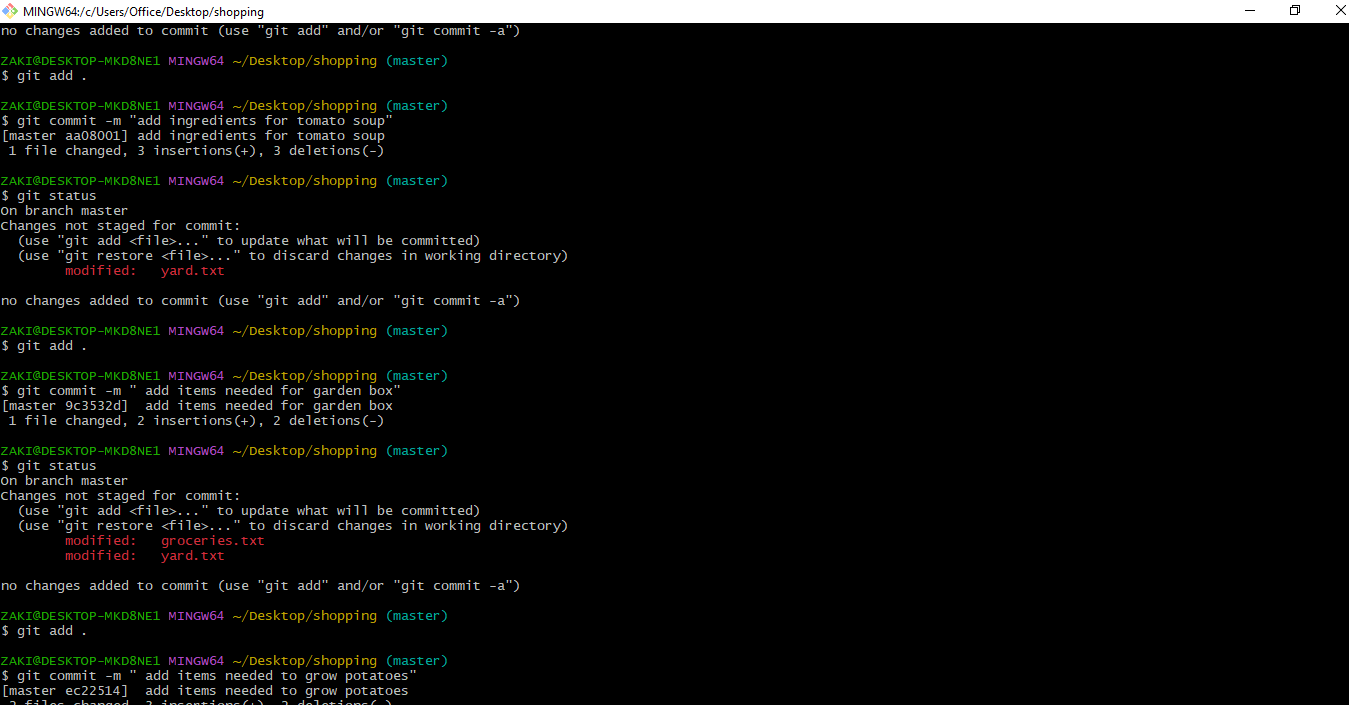 MINGW64:/c/Users/Office/Desktop/shopping
no changes added to commit (use "git add" and/or "git commit -a")
ZAKI@DESKTOP-MKD8NE1 MINGW64 ~/Desktop/shopping (master)
$ git add .
ZAKI@DESKTOP-MKD8NE1 MINGW64 ~/Desktop/shopping (master)
$ git commit -m "add ingredients for tomato soup"
[master aa08001] add ingredients for tomato soup
1 file changed, 3 insertions(+), 3 deletions(-)
ZAKI@DESKTOP-MKD8NE1 MINGW64 ~/Desktop/shopping (master)
$ git status
On branch master
Changes not staged for commit:
(use "git add <file>..." to update what will be committed)
(use "git restore <file>..." to discard changes in working directory)
modified:   yard.txt
no changes added to commit (use "git add" and/or "git commit -a")
ZAKI@DESKTOP-MKD8NE1 MINGW64 ~/Desktop/shopping (master)
$ git add .
ZAKI@DESKTOP-MKD8NE1 MINGW64 ~/Desktop/shopping (master)
$ git commit -m " add items needed for garden box"
[master 9c3532d]  add items needed for garden box
1 file changed, 2 insertions(+), 2 deletions(-)
ZAKI@DESKTOP-MKD8NE1 MINGW64 ~/Desktop/shopping (master)
$ git status
On branch master
Changes not staged for commit:
(use "git add <file>..." to update what will be committed)
(use "git restore <file>..." to discard changes in working directory)
modified:   groceries.txt
modified:   yard.txt
no changes added to commit (use "git add" and/or "git commit -a")
ZAKI@DESKTOP-MKD8NE1 MINGW64 ~/Desktop/shopping (master)
$ git add .
ZAKI@DESKTOP-MKD8NE1 MINGW64 ~/Desktop/shopping (master)
$ git commit -m " add items needed to grow potatoes"
[master ec22514]  add items needed to grow potatoes
files changed, insertions(+), deletions(-)